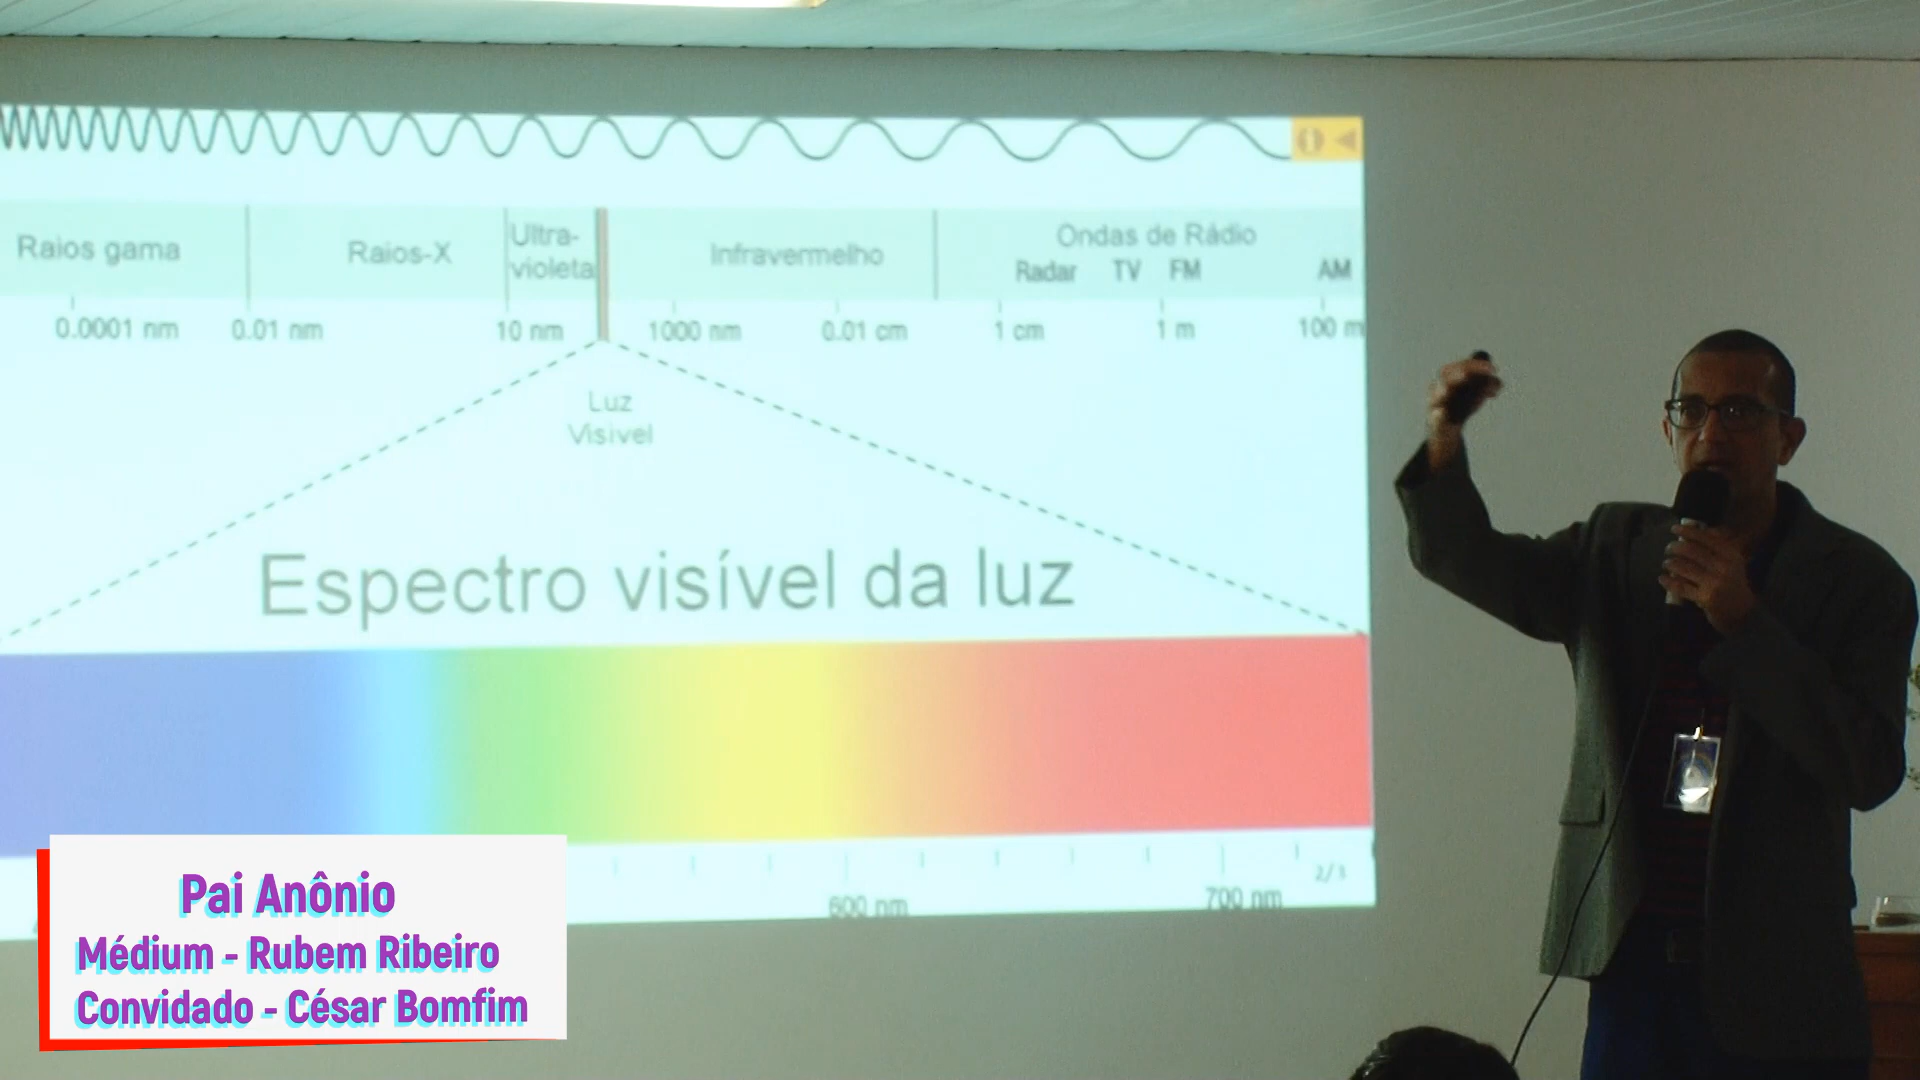 Raios gama
Raios-X
Ultra-
violeta
Infravermelho
Ondas de Rádio
Radar TV FM AM
0.0001 nm 0.01 nm 10 nm 1000 nm 0.01 cm 1 cm 1 m 100 m
Luz
Visivel
Espectro visível da luz
600 nm 700 nm
Pai Anônio
Médium - Rubem Ribeiro
Convidado - César Bomfim